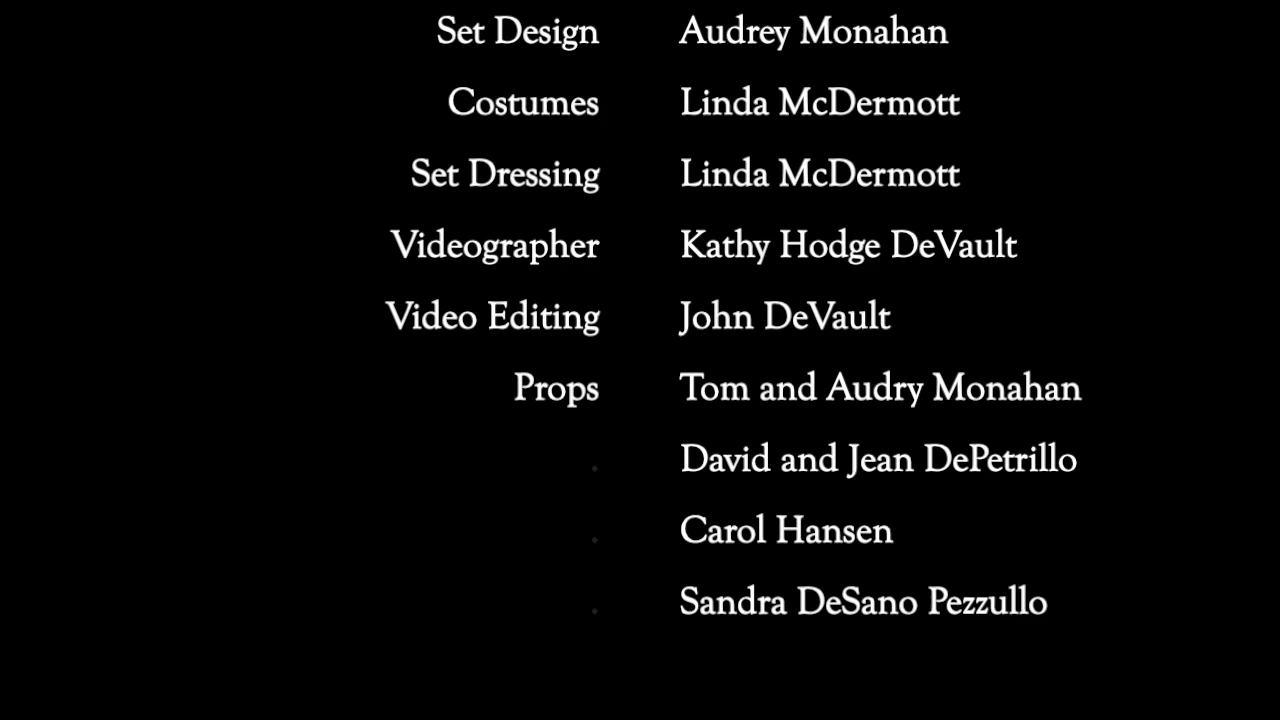 Set Design Audrey Monahan
Costumes Linda McDermott
Set Dressing Linda McDermott
Videographer Kathy Hodge DeVault
Video Editing John DeVault
Props Tom and Audry Monahan
. David and Jean DePetrillo
. Carol Hansen
. Sandra DeSano Pezzullo